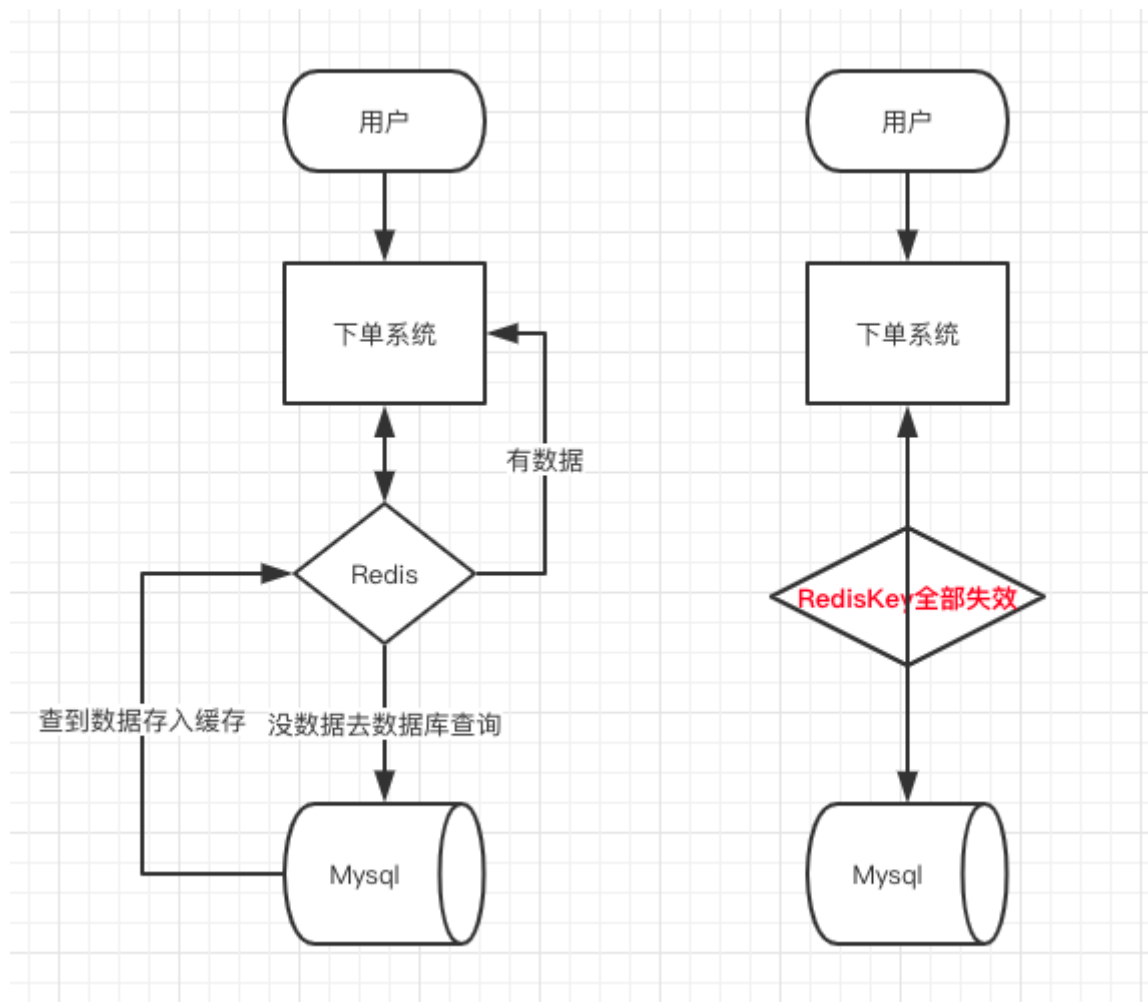 用户
下单系统
有数据
Redis
查到数据存入缓存
没数据去数据库查询
Mysql
用户
下单系统
RedisKey全部失效
Mysql